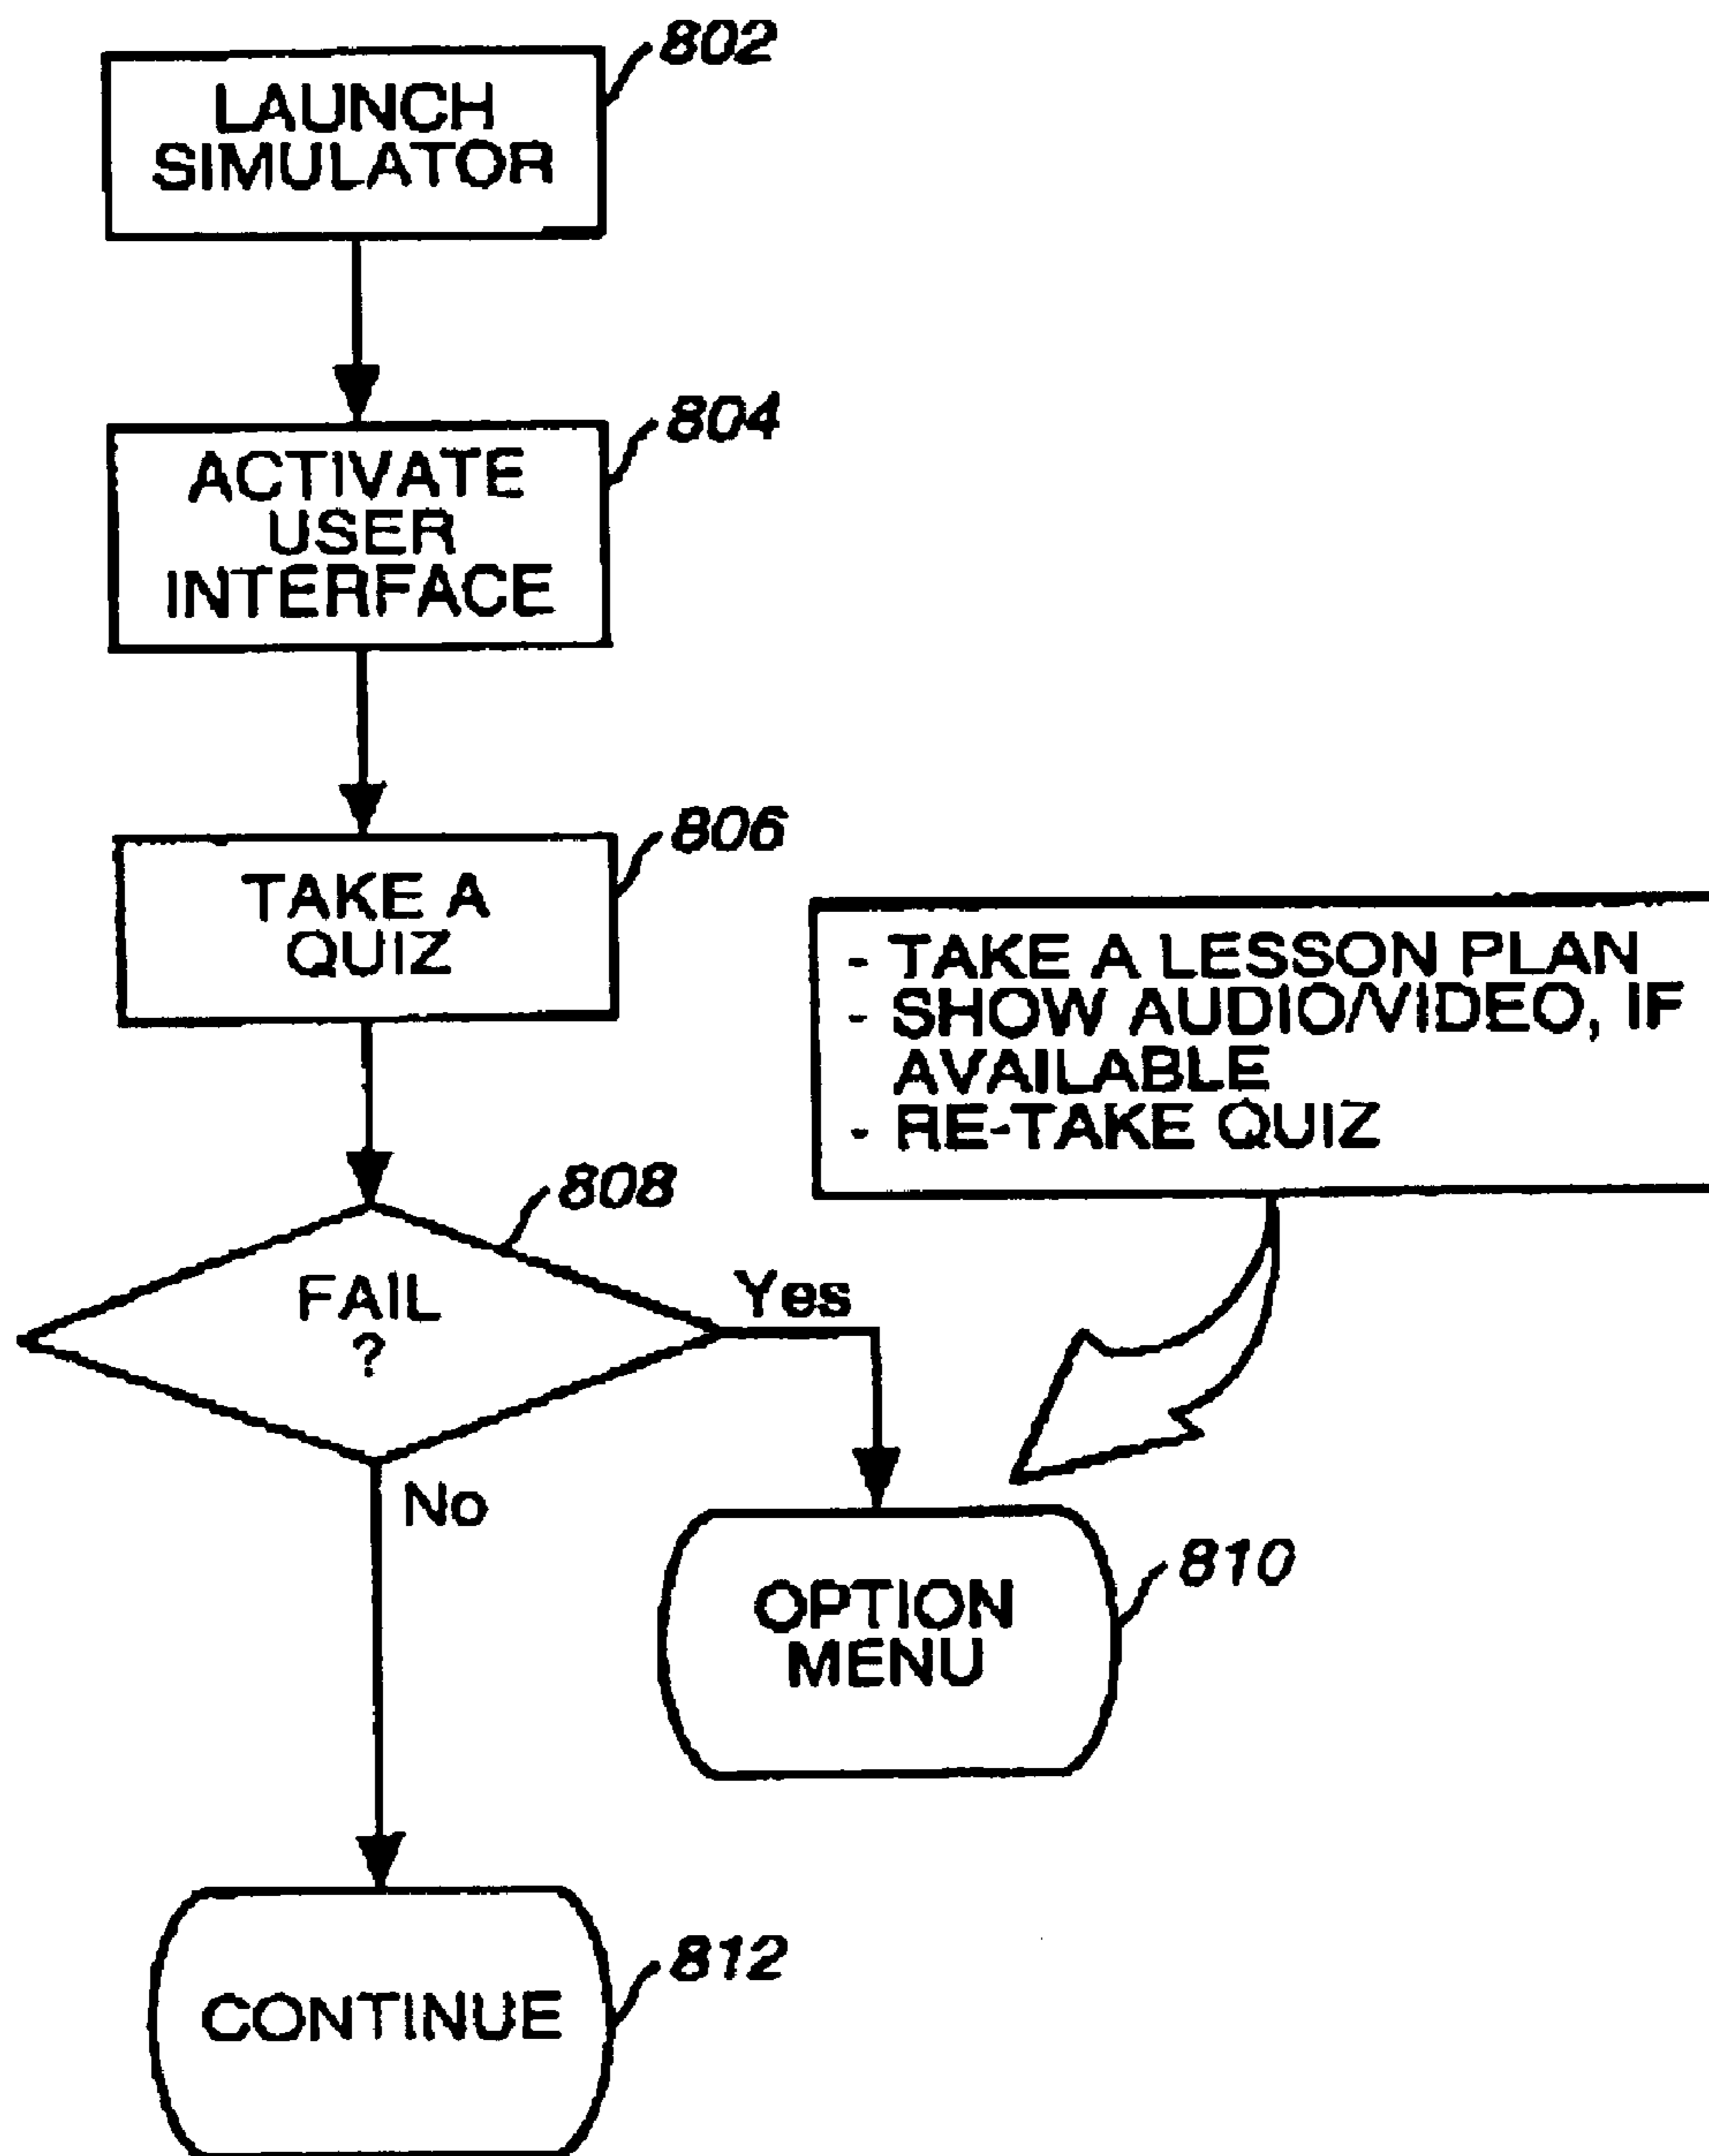 802
LAUNCH
SIMULATOR
804
ACTIVATE
USER
INTERFACE
806
TAKE A
QUIZ
- TAKE A LESSON PLAN
- SHOW AUDIO/VIDEO, IF
AVAILABLE
- RE-TAKE QUIZ
808
FAIL
?
Yes
No
810
OPTION
MENU
812
CONTINUE